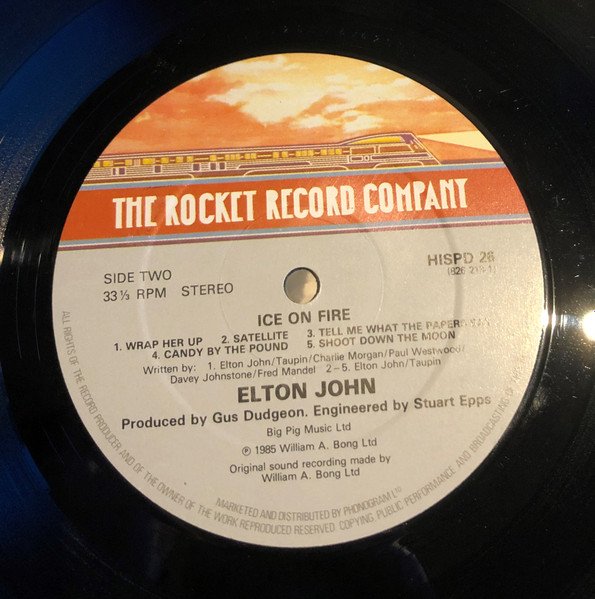 THE ROCKET RECORD COMPANY
SIDE TWO
33⅓ RPM STEREO
HISPD 26
(826 213-1)
ICE ON FIRE
1. WRAP HER UP 2. SATELLITE 3. TELL ME WHAT THE
4. CANDY BY THE POUND 5. SHOOT DOWN THE MOON
Written by: 1. Elton John/Taupin/Charlie Morgan/Paul Westwood/
Davey Johnstone/Fred Mandel 2-5. Elton John/Taupin
ELTON JOHN
Produced by Gus Dudgeon. Engineered by Stuart Epps
Big Pig Music Ltd
℗ 1985 William A. Bong Ltd
Original sound recording made by
William A. Bong Ltd
MARKETED AND DISTRIBUTED BY PHONOGRAM LTD
ALL RIGHTS OF THE RECORD PRODUCER AND OF THE OWNER OF THE WORK REPRODUCED RESERVED. COPYING, PUBLIC PERFORMANCE AND BROADCASTING OF